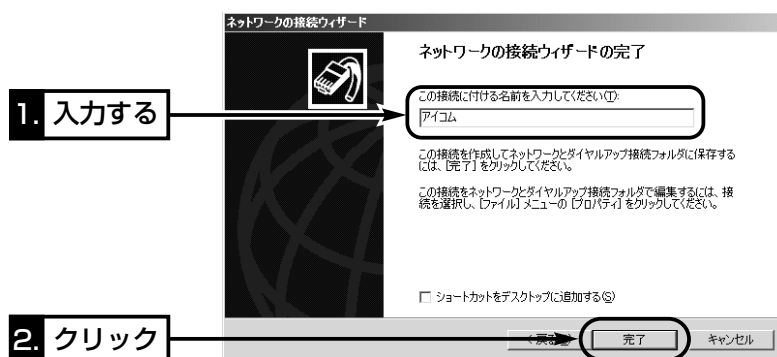 ネットワークの接続ウィザード
ネットワークの接続ウィザードの完了
この接続に付ける名前を入力してください(T):
1. 入力する
アイコム
この接続を作成してネットワークとダイヤルアップ接続フォルダに保存する
には、[完了] をクリックしてください。
この接続をネットワークとダイヤルアップ接続フォルダで編集するには、接
続を選択し、[ファイル] メニューの [プロパティ] をクリックしてください。
ショートカットをデスクトップに追加する(S)
2. クリック
< 戻る
完了
キャンセル